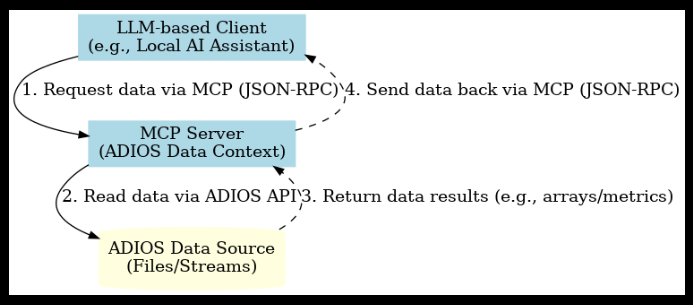 LLM-based Client
(e.g., Local AI Assistant)
1. Request data via MCP (JSON-RPC)
4. Send data back via MCP (JSON-RPC)
MCP Server
(ADIOS Data Context)
2. Read data via ADIOS API
3. Return data results (e.g., arrays/metrics)
ADIOS Data Source
(Files/Streams)